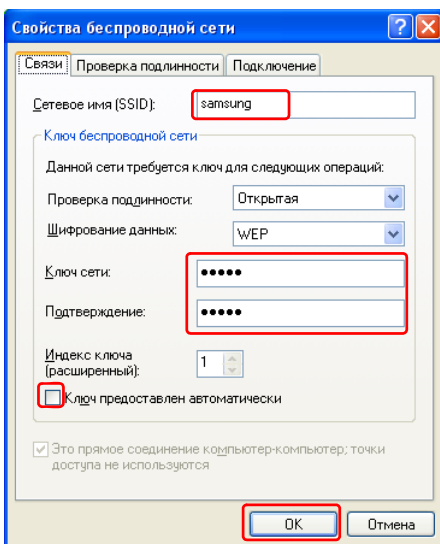 Свойства беспроводной сети
Связи Проверка подлинности Подключение
Сетевое имя (SSID): samsung
Ключ беспроводной сети
Данной сети требуется ключ для следующих операций:
Проверка подлинности: Открытая
Шифрование данных: WEP
Ключ сети: •••••
Подтверждение: •••••
Индекс ключа
(расширенный): 1
Ключ предоставлен автоматически
Это прямое соединение компьютер-компьютер; точки
доступа не используются
OK Отмена